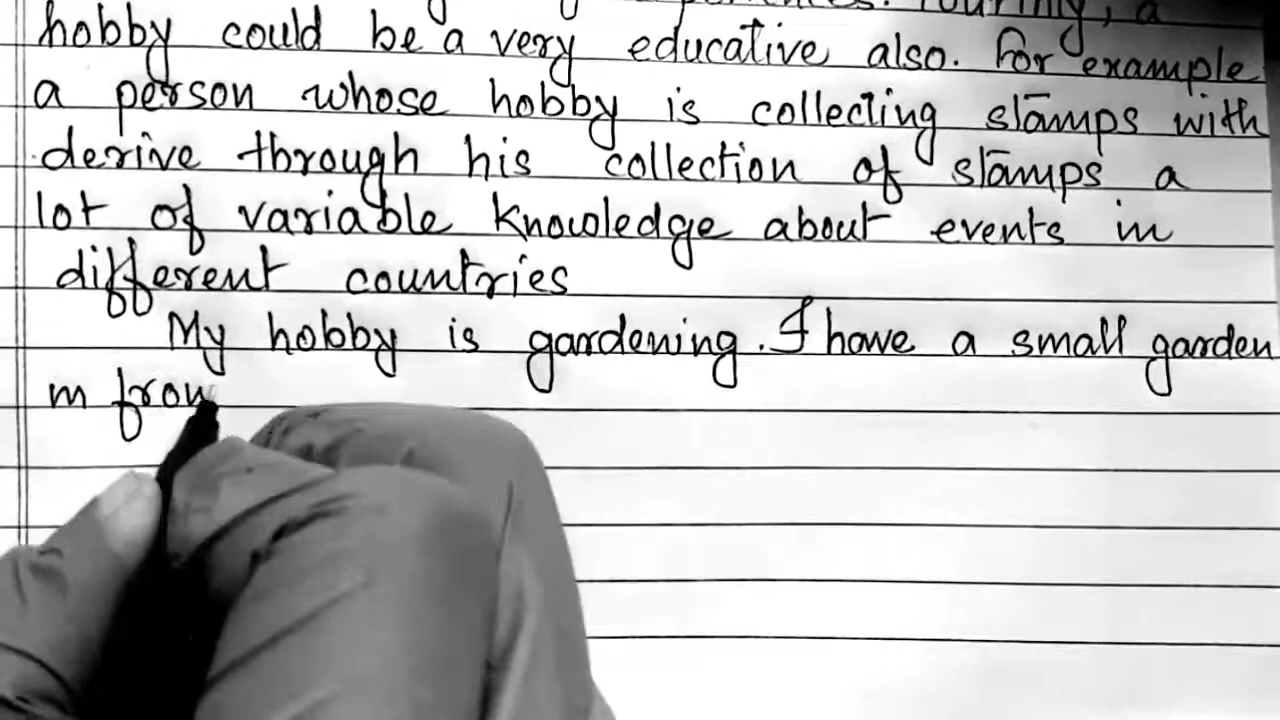 a
hobby could be a very educative also. For example
a person whose hobby is collecting stamps with
derive through his collection of stamps a
lot of variable knowledge about events in
different countries
My hobby is gardening. I have a small garden
m fron